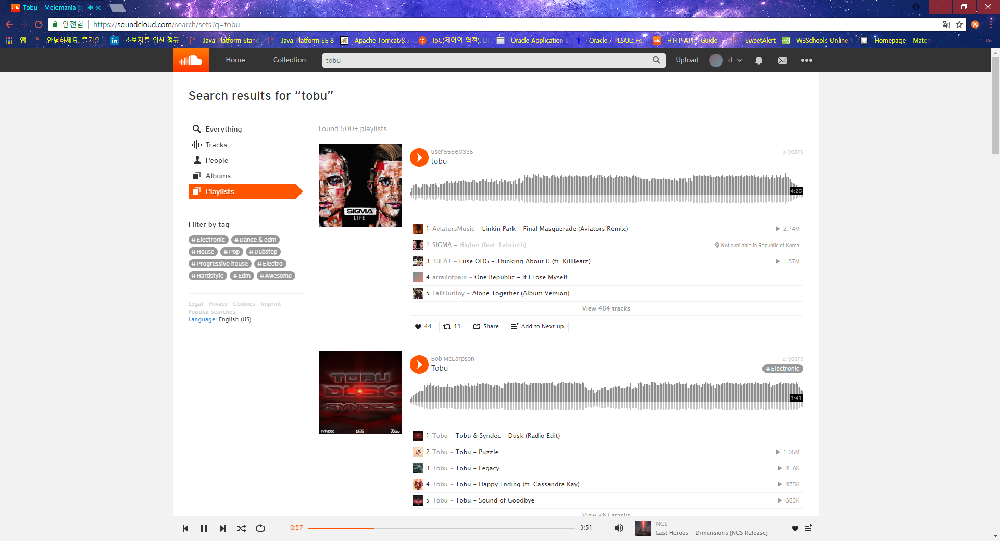 Tobu - Melomania b
안전함 https://soundcloud.com/search/sets?q=tobu
앱 안녕하세요. 즐거운 초보자를 위한 정규 Java Platform Stand Java Platform SE 8 Apache Tomcat/8.5 IoC(제어의 역전), D Oracle Application Oracle / PLSQL: HTTP API - Guide SweetAlert W3Schools Online Homepage - Materi
Home Collection tobu Upload d
Search results for “tobu”
Everything
Tracks
People
Albums
Playlists
Filter by tag
# Electronic # Dance & edm
# House # Pop # Dubstep
# Progressive house # Electro
# Hardstyle # Edm # Awesome
Legal - Privacy - Cookies - Imprint -
Popular searches
Language: English (US)
Found 500+ playlists
SIGMA
LIFE
user65560335 3 years
tobu
4:26
1 AviatorsMusic – Linkin Park – Final Masquerade (Aviators Remix) 2.74M
2 SIGMA – Higher (feat. Labrinth) Not available in Republic of Korea
3 3BEAT – Fuse ODG – Thinking About U (ft. KillBeatz) 1.87M
4 atrailofpain – One Republic – If I Lose Myself
5 FallOutBoy – Alone Together (Album Version)
View 484 tracks
44 11 Share Add to Next up
TOBU
DUSK
SYNDEC
SYNDEC NCS TOBU
Bob McLarpson 2 years
Tobu # Electronic
3:41
1 Tobu – Tobu & Syndec – Dusk (Radio Edit)
2 Tobu – Tobu – Puzzle 1.05M
3 Tobu – Tobu – Legacy 416K
4 Tobu – Tobu – Happy Ending (ft. Cassandra Kay) 475K
5 Tobu – Tobu – Sound of Goodbye 683K
View 362 tracks
0:57 3:51
NCS
Last Heroes – Dimensions [NCS Release]